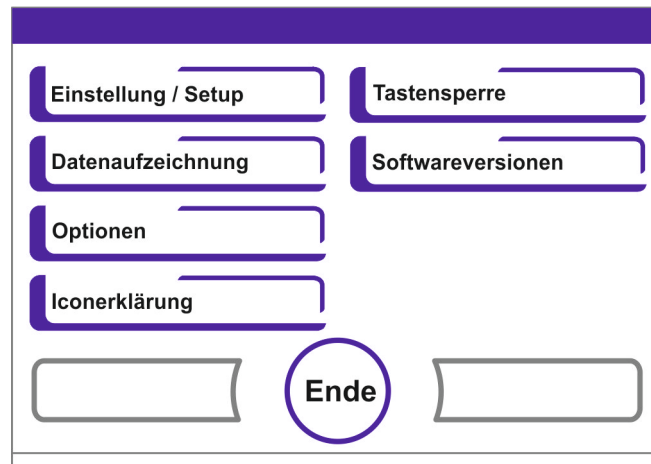 Einstellung / Setup
Datenaufzeichnung
Optionen
Iconerklärung
Tastensperre
Softwareversionen
Ende